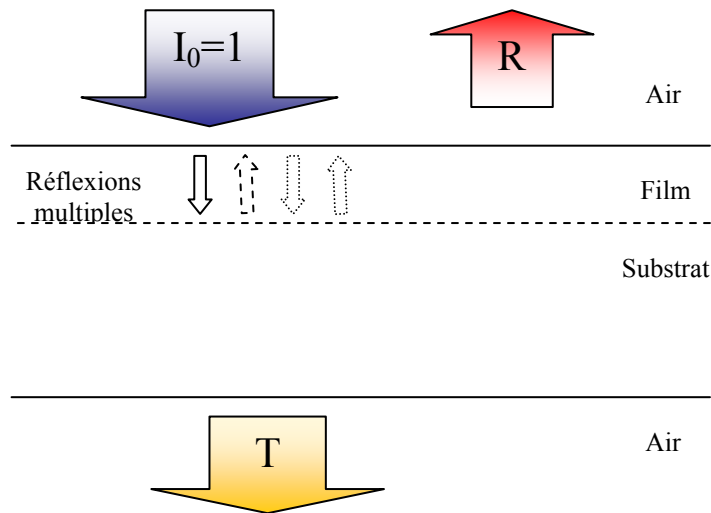 I₀=1
R
Air
Réflexions
multiples
Film
Substrat
T
Air